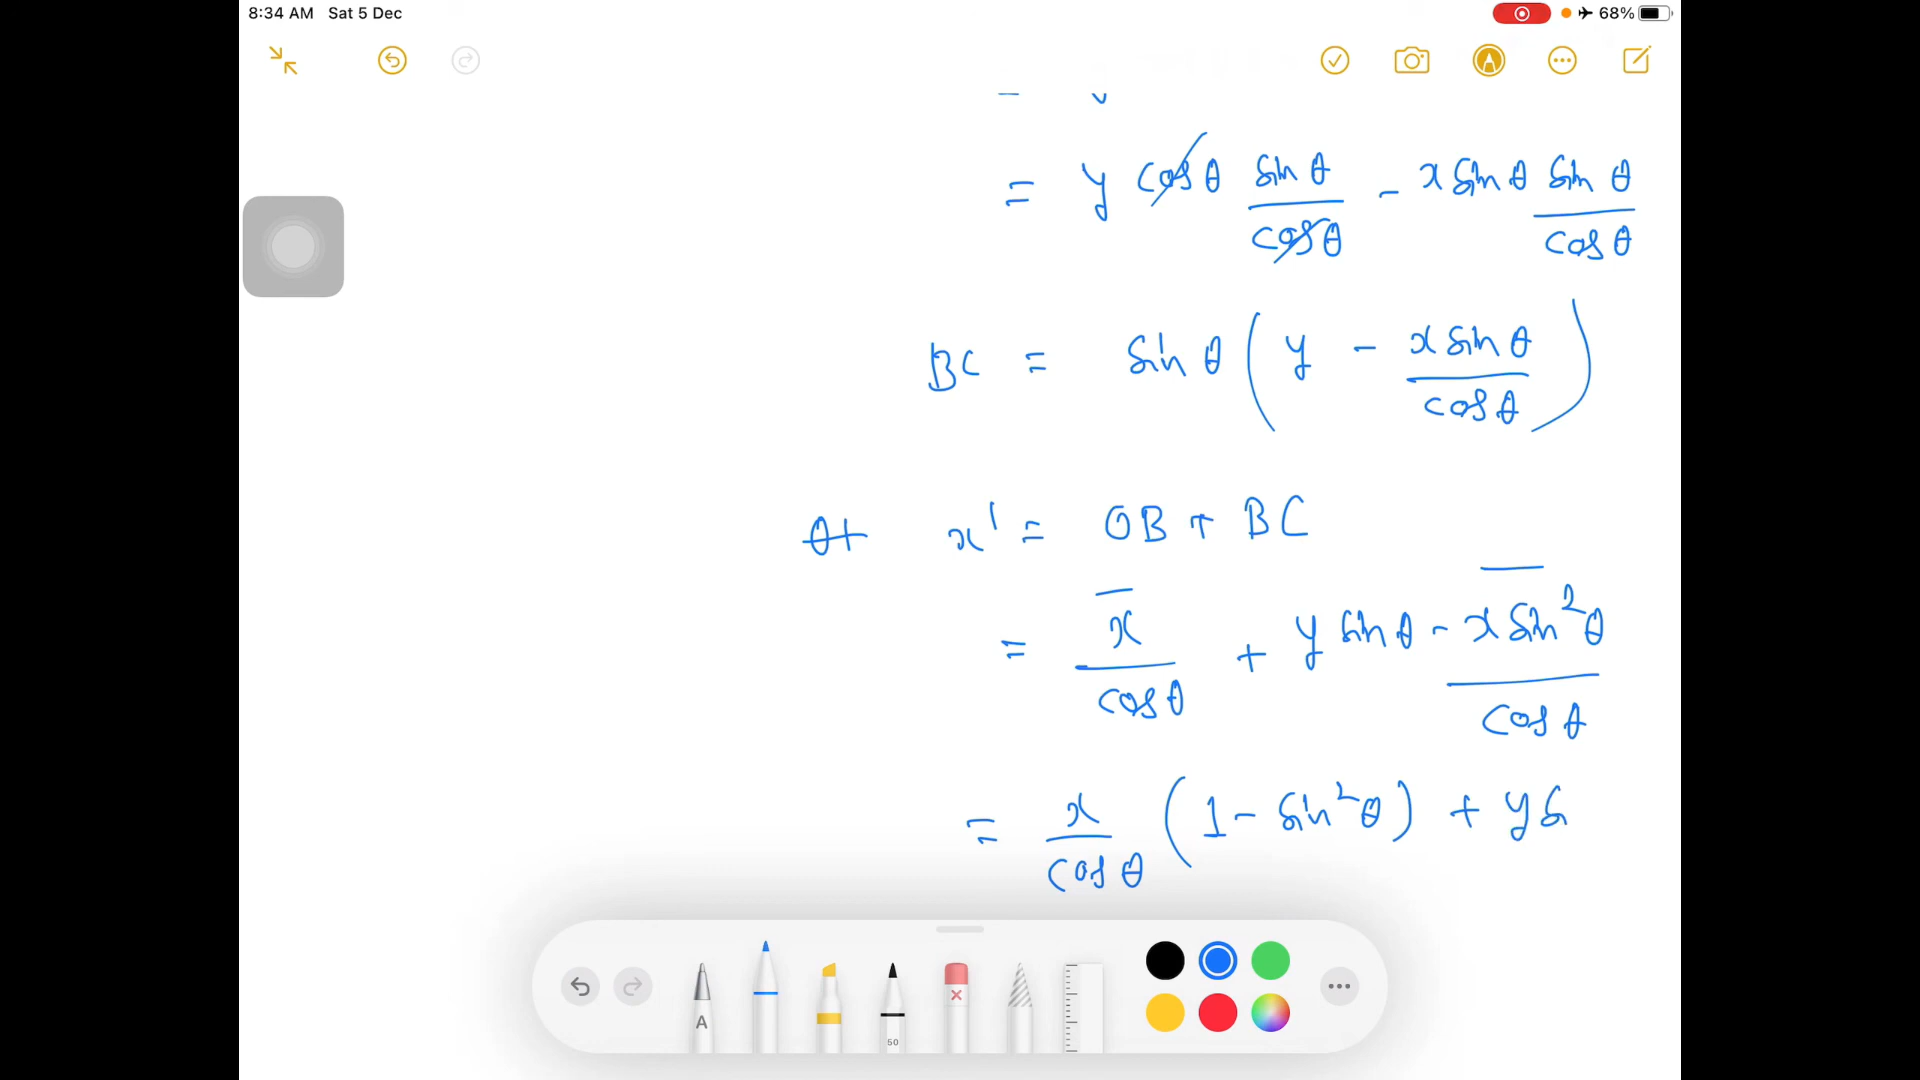 8:34 AM Sat 5 Dec 68%
= y cosθ sinθ/cosθ - x sinθ sinθ/cosθ
BC = sinθ ( y - x sinθ/cosθ )
x' = OB + BC
= x/cosθ + y sinθ - x sin²θ/cosθ
= x/cosθ ( 1 - sin²θ ) + y s
A
50